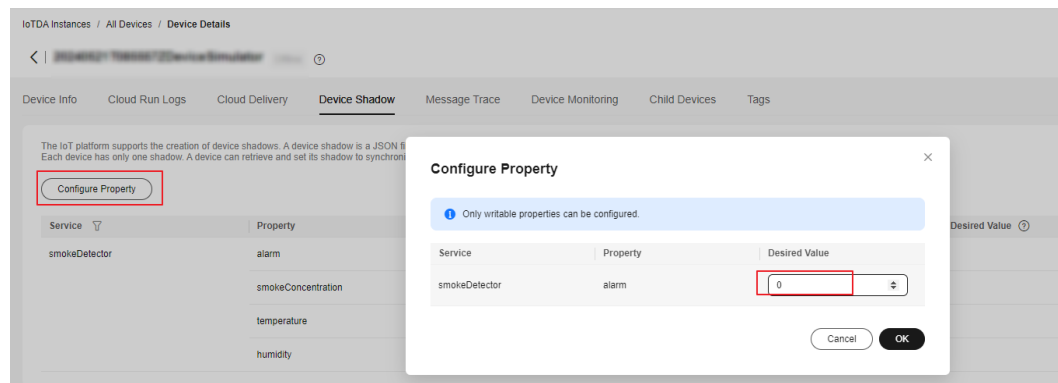 IoTDA Instances / All Devices / Device Details
Device Info Cloud Run Logs Cloud Delivery Device Shadow Message Trace Device Monitoring Child Devices Tags
The IoT platform supports the creation of device shadows. A device shadow is a JSON fi
Each device has only one shadow. A device can retrieve and set its shadow to synchroni
Configure Property
Service Property Desired Value
smokeDetector alarm
smokeConcentration
temperature
humidity
Configure Property
Only writable properties can be configured.
Service Property Desired Value
smokeDetector alarm 0
Cancel OK